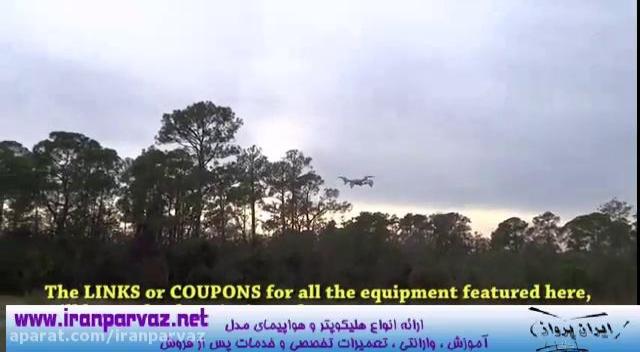 The LINKS or COUPONS for all the equipment featured here,
www.iranparvaz.net
ارائه انواع هلیکوپتر و هواپیمای مدل
آموزش ، وارانتی ، تعمیرات تخصصی و خدمات پس از فروش
ایران پرواز
aparat.com/iranparvaz